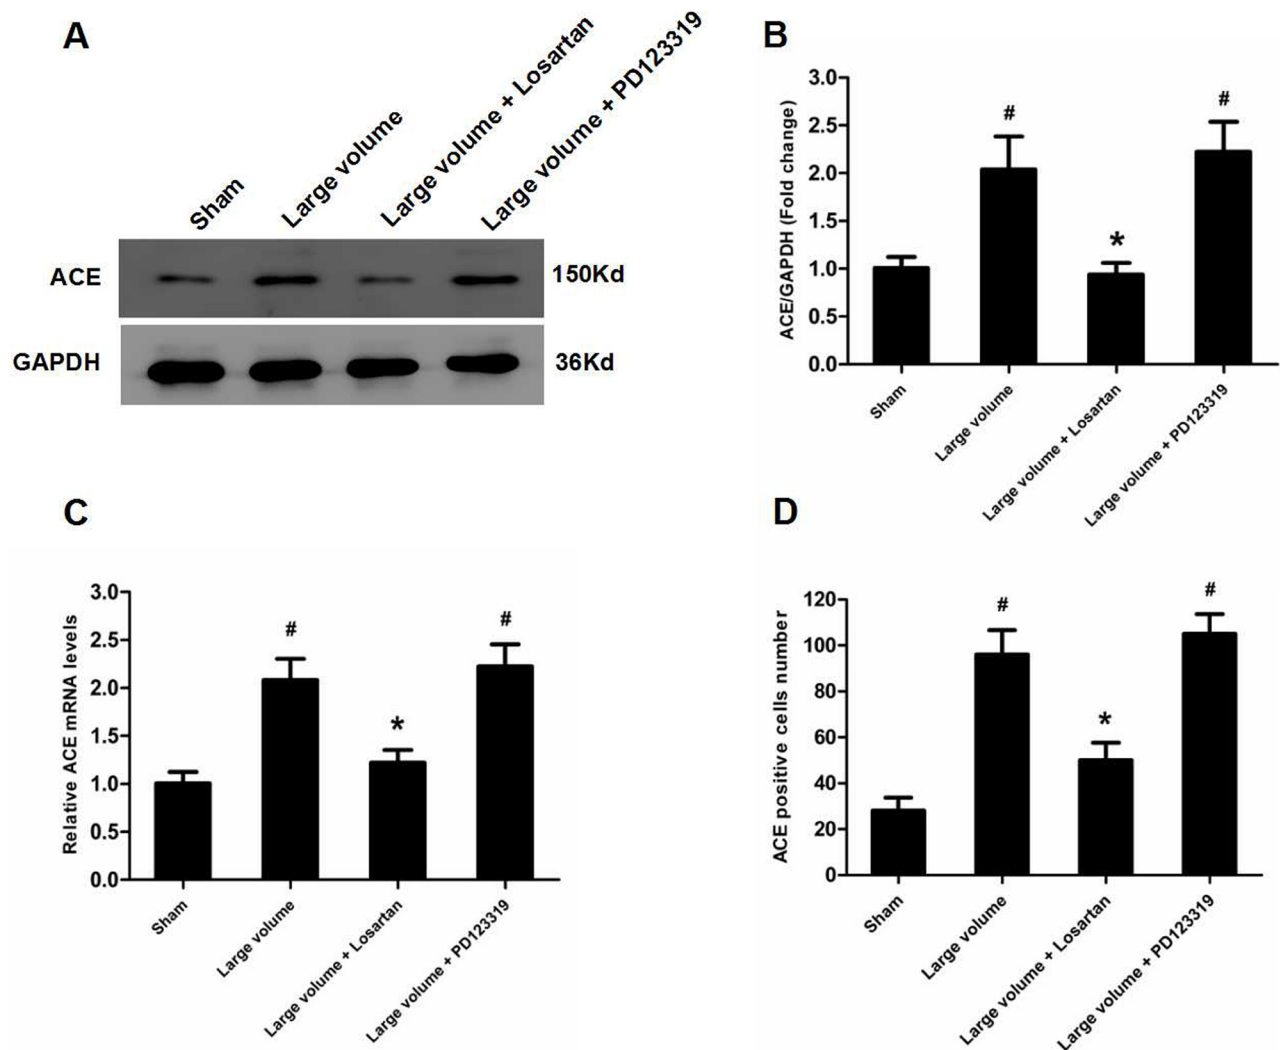 A
Sham
Large volume
Large volume + Losartan
Large volume + PD123319
ACE
150Kd
GAPDH
36Kd
B
ACE/GAPDH (Fold change)
3.0
2.5
2.0
1.5
1.0
0.5
0.0
#
*
#
Sham
Large volume
Large volume + Losartan
Large volume + PD123319
C
Relative ACE mRNA levels
3.0
2.5
2.0
1.5
1.0
0.5
0.0
#
*
#
Sham
Large volume
Large volume + Losartan
Large volume + PD123319
D
ACE positive cells number
120
100
80
60
40
20
0
#
*
#
Sham
Large volume
Large volume + Losartan
Large volume + PD123319